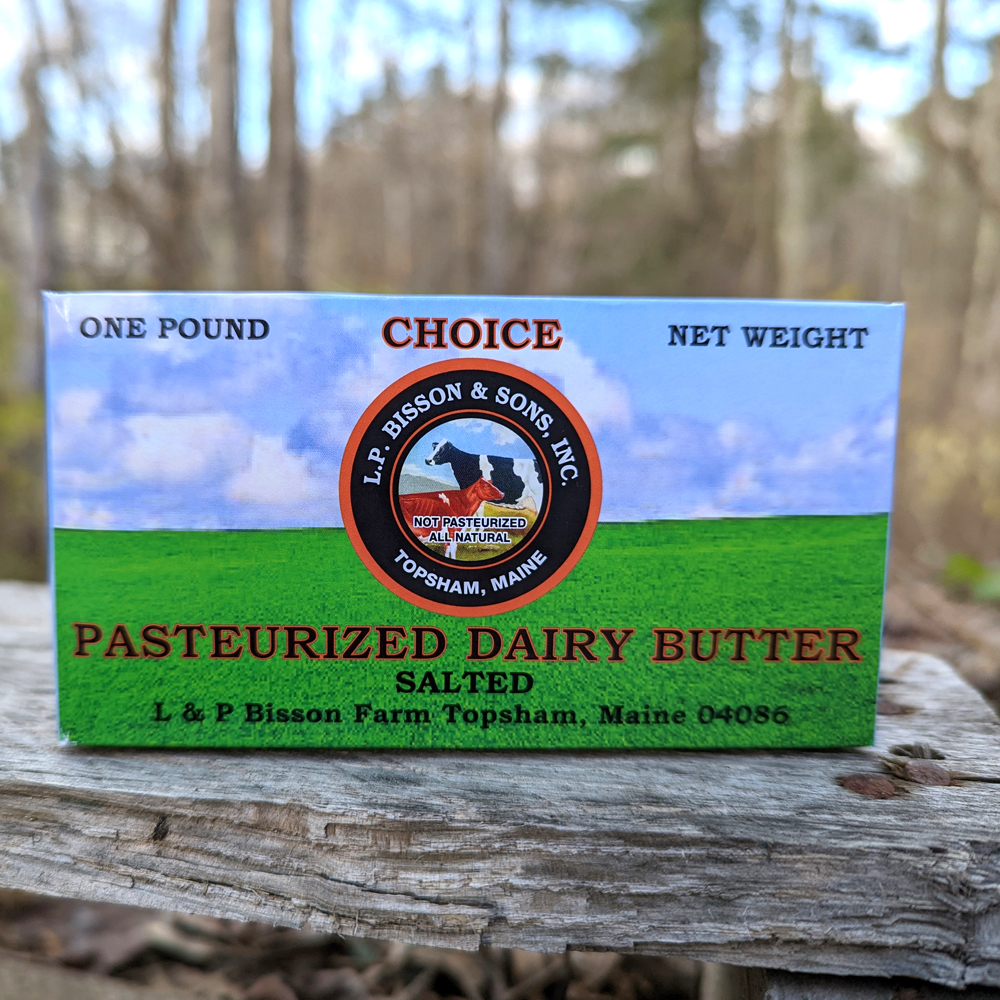 ONE POUND
CHOICE
NET WEIGHT
L.P. BISSON & SONS, INC.
NOT PASTEURIZED
ALL NATURAL
TOPSHAM, MAINE
PASTEURIZED DAIRY BUTTER
SALTED
L & P Bisson Farm Topsham, Maine 04086